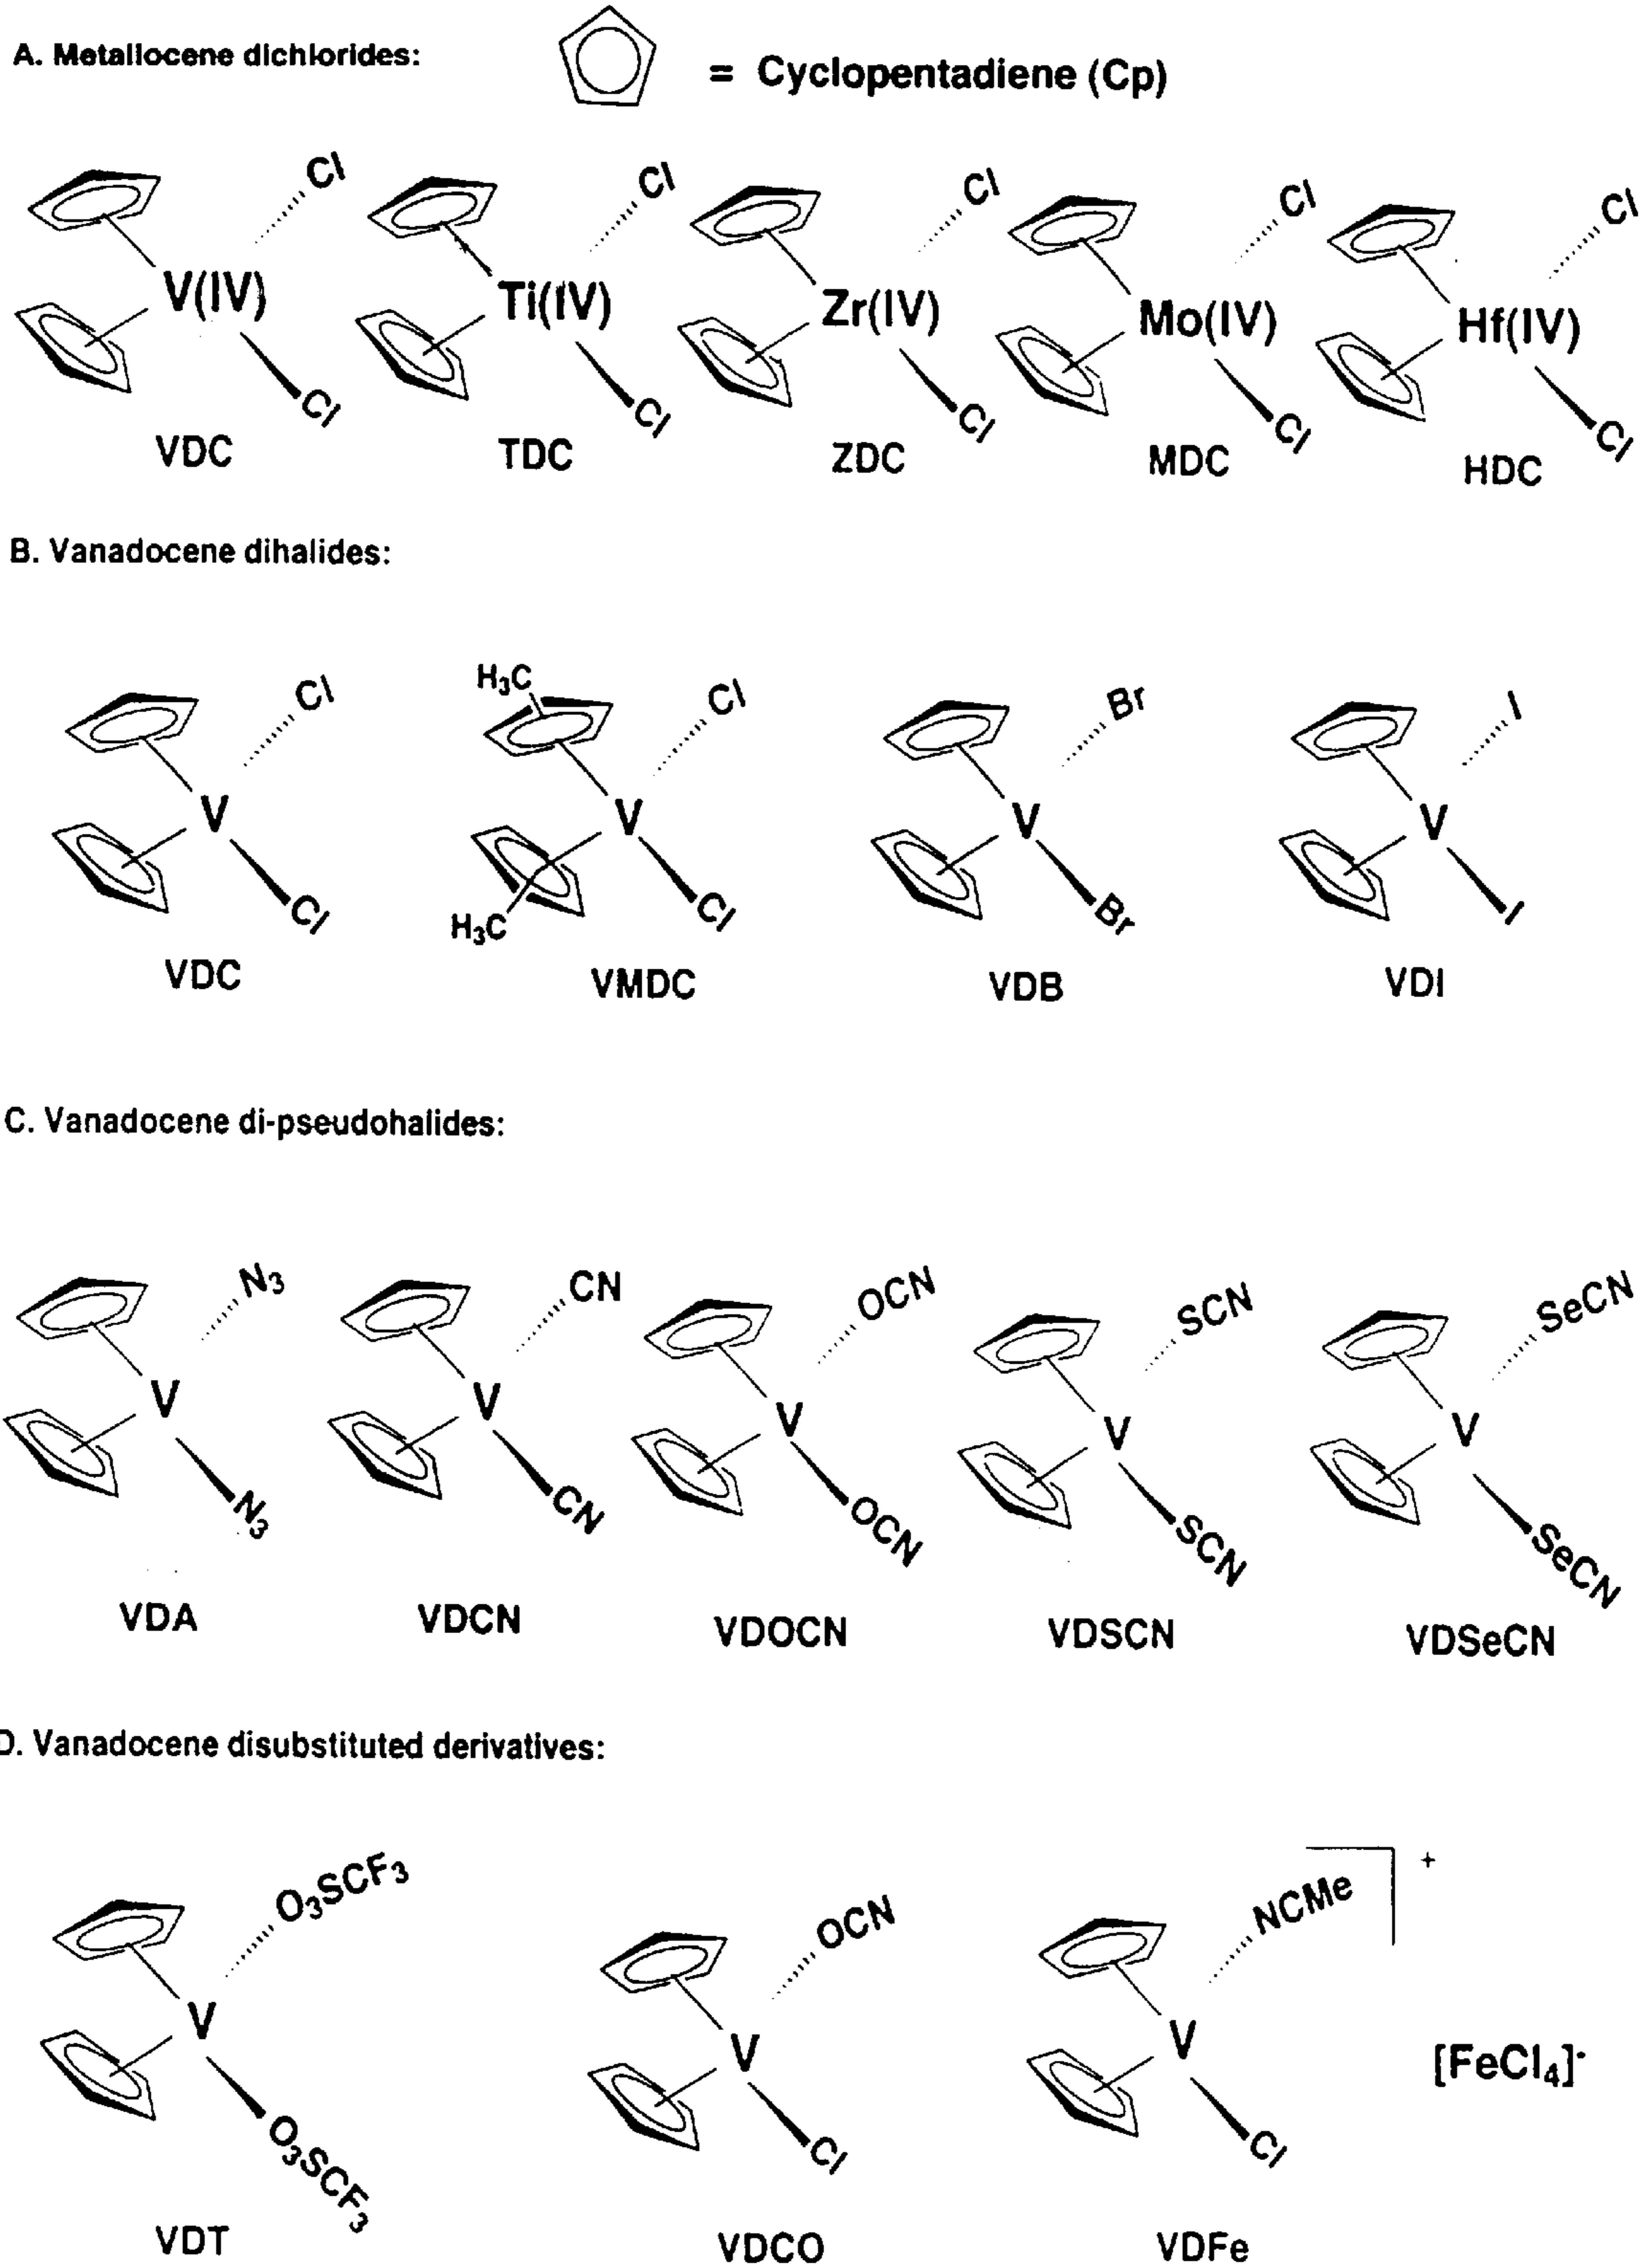 A. Metallocene dichlorides:
= Cyclopentadiene (Cp)
Cl Cl Cl Cl Cl
V(IV) Ti(IV) Zr(IV) Mo(IV) Hf(IV)
Cl Cl Cl Cl Cl
VDC TDC ZDC MDC HDC
B. Vanadocene dihalides:
Cl H₃C Cl Br I
V V V V
Cl H₃C Cl Br I
VDC VMDC VDB VDI
C. Vanadocene di-pseudohalides:
N₃ CN OCN SCN SeCN
V V V V V
N₃ CN OCN SCN SeCN
VDA VDCN VDOCN VDSCN VDSeCN
D. Vanadocene disubstituted derivatives:
O₃SCF₃ OCN NCMe +
V V V [FeCl₄]⁻
O₃SCF₃ Cl Cl
VDT VDCO VDFe